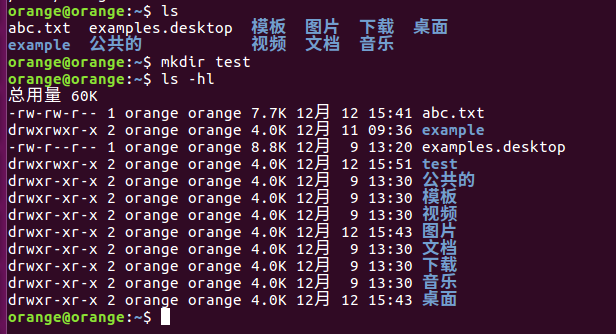 orange@orange:~$ ls
abc.txt  examples.desktop  模板  图片  下载  桌面
example  公共的            视频  文档  音乐
orange@orange:~$ mkdir test
orange@orange:~$ ls -hl
总用量 60K
-rw-rw-r-- 1 orange orange 7.7K 12月 12 15:41 abc.txt
drwxrwxr-x 2 orange orange 4.0K 12月 11 09:36 example
-rw-r--r-- 1 orange orange 8.8K 12月  9 13:20 examples.desktop
drwxrwxr-x 2 orange orange 4.0K 12月 12 15:51 test
drwxr-xr-x 2 orange orange 4.0K 12月  9 13:30 公共的
drwxr-xr-x 2 orange orange 4.0K 12月  9 13:30 模板
drwxr-xr-x 2 orange orange 4.0K 12月  9 13:30 视频
drwxr-xr-x 2 orange orange 4.0K 12月 12 15:43 图片
drwxr-xr-x 2 orange orange 4.0K 12月  9 13:30 文档
drwxr-xr-x 2 orange orange 4.0K 12月  9 13:30 下载
drwxr-xr-x 2 orange orange 4.0K 12月  9 13:30 音乐
drwxr-xr-x 2 orange orange 4.0K 12月 12 15:43 桌面
orange@orange:~$